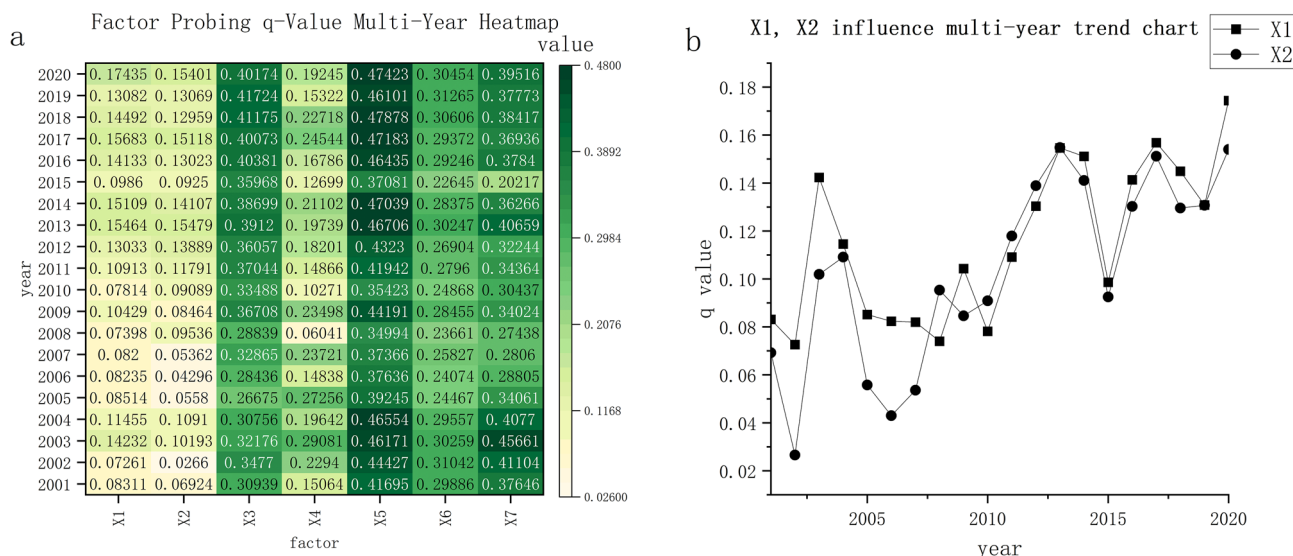 a
Factor Probing q-Value Multi-Year Heatmap
value
2020 0.17435 0.15401 0.40174 0.19245 0.47423 0.30454 0.39516
2019 0.13082 0.13069 0.41724 0.15322 0.46101 0.31265 0.37773
2018 0.14492 0.12959 0.41175 0.22718 0.47878 0.30606 0.38417
2017 0.15683 0.15118 0.40073 0.24544 0.47183 0.29372 0.36936
2016 0.14133 0.13023 0.40381 0.16786 0.46435 0.29246 0.3784
2015 0.0986 0.0925 0.35968 0.12699 0.37081 0.22645 0.20217
2014 0.15109 0.14107 0.38699 0.21102 0.47039 0.28375 0.36266
2013 0.15464 0.15479 0.3912 0.19739 0.46706 0.30247 0.40659
2012 0.13033 0.13889 0.36057 0.18201 0.4323 0.26904 0.32244
2011 0.10913 0.11791 0.37044 0.14866 0.41942 0.2796 0.34364
2010 0.07814 0.09089 0.33488 0.10271 0.35423 0.24868 0.30437
2009 0.10429 0.08464 0.36708 0.23498 0.44191 0.28455 0.34024
2008 0.07398 0.09536 0.28839 0.06041 0.34994 0.23661 0.27438
2007 0.082 0.05362 0.32865 0.23721 0.37366 0.25827 0.2806
2006 0.08235 0.04296 0.28436 0.14838 0.37636 0.24074 0.28805
2005 0.08514 0.0558 0.26675 0.27256 0.39245 0.24467 0.34061
2004 0.11455 0.1091 0.30756 0.19642 0.46554 0.29557 0.4077
2003 0.14232 0.10193 0.32176 0.29081 0.46171 0.30259 0.45661
2002 0.07261 0.0266 0.3477 0.2294 0.44427 0.31042 0.41104
2001 0.08311 0.06924 0.30939 0.15064 0.41695 0.29886 0.37646
year
X1 X2 X3 X4 X5 X6 X7
factor
0.4800
0.3892
0.2984
0.2076
0.1168
0.02600
b
X1, X2 influence multi-year trend chart
X1
X2
q value
0.18
0.16
0.14
0.12
0.10
0.08
0.06
0.04
0.02
2005 2010 2015 2020
year